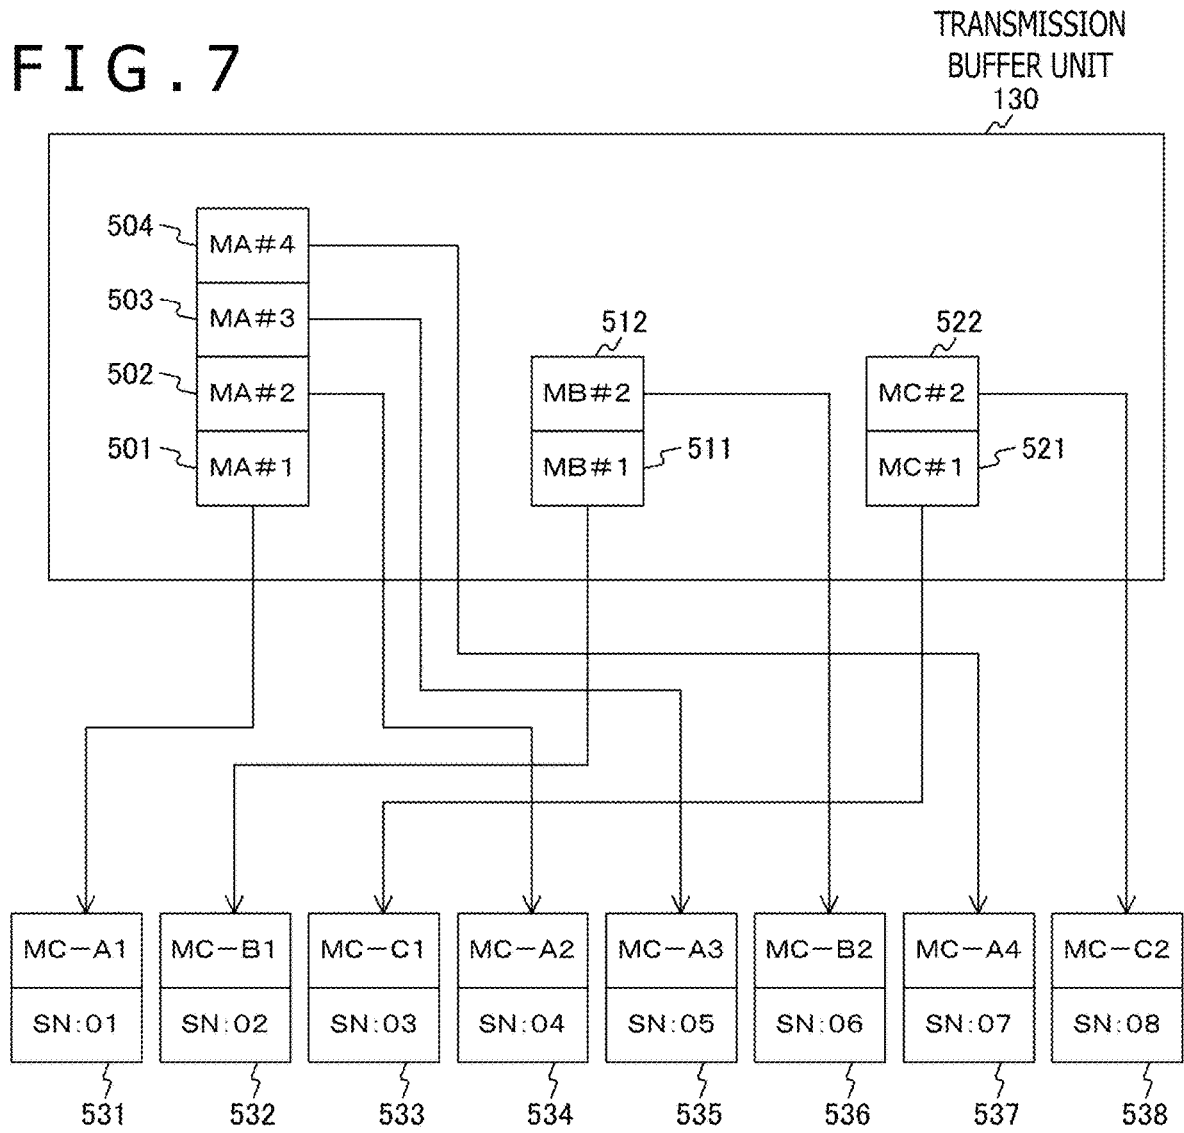 FIG.7
TRANSMISSION
BUFFER UNIT
130
504
MA#4
503
MA#3
502
MA#2
501
MA#1
512
MB#2
MB#1
511
522
MC#2
MC#1
521
MC-A1
MC-B1
MC-C1
MC-A2
MC-A3
MC-B2
MC-A4
MC-C2
SN:01
SN:02
SN:03
SN:04
SN:05
SN:06
SN:07
SN:08
531
532
533
534
535
536
537
538